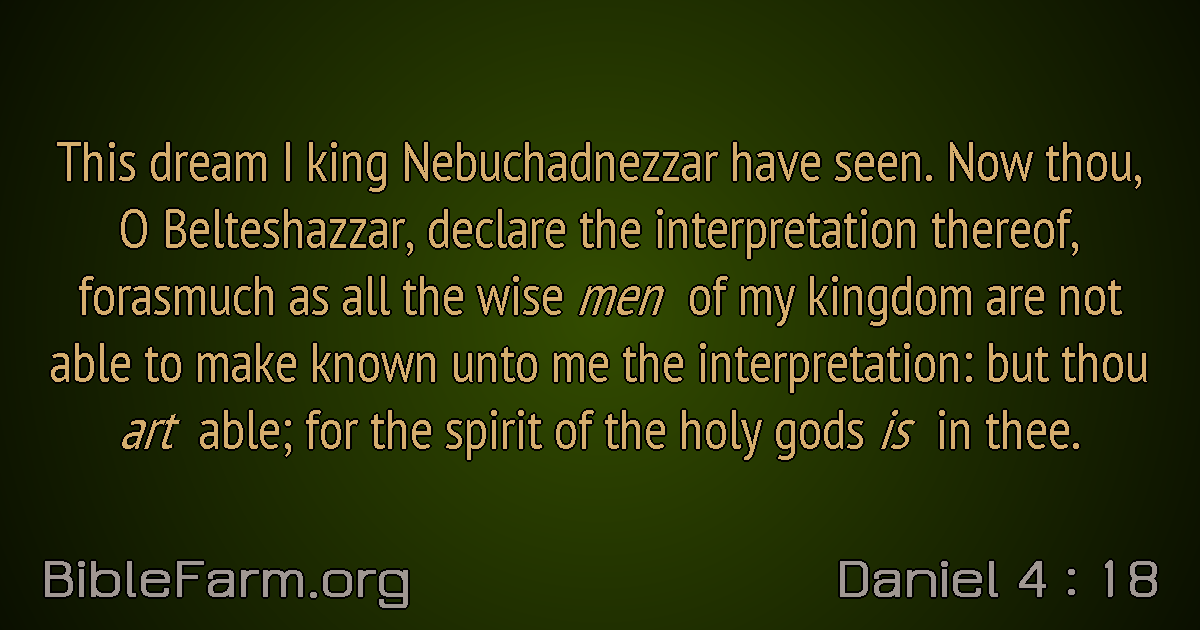 This dream I king Nebuchadnezzar have seen. Now thou,
O Belteshazzar, declare the interpretation thereof,
forasmuch as all the wise men of my kingdom are not
able to make known unto me the interpretation: but thou
art able; for the spirit of the holy gods is in thee.
BibleFarm.org
Daniel 4 : 18